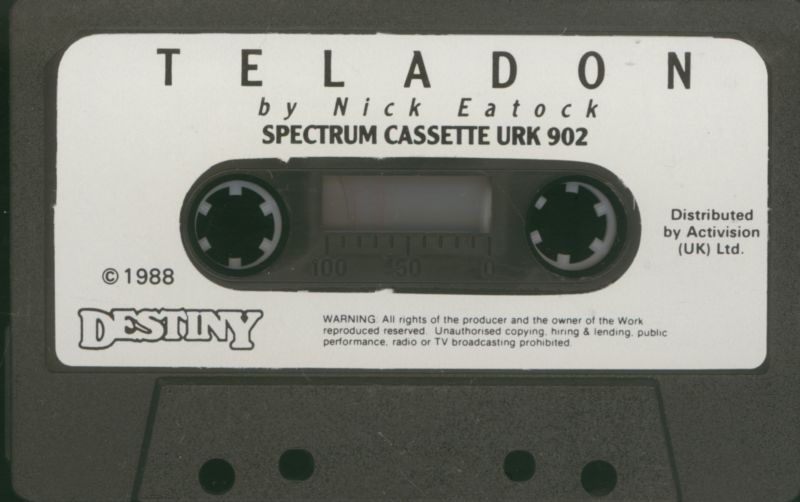 TELADON
by Nick Eatock
SPECTRUM CASSETTE URK 902
Distributed
by Activision
(UK) Ltd.
100 50 0
© 1988
DESTINY
WARNING. All rights of the producer and the owner of the Work
reproduced reserved. Unauthorised copying, hiring & lending, public
performance, radio or TV broadcasting prohibited.